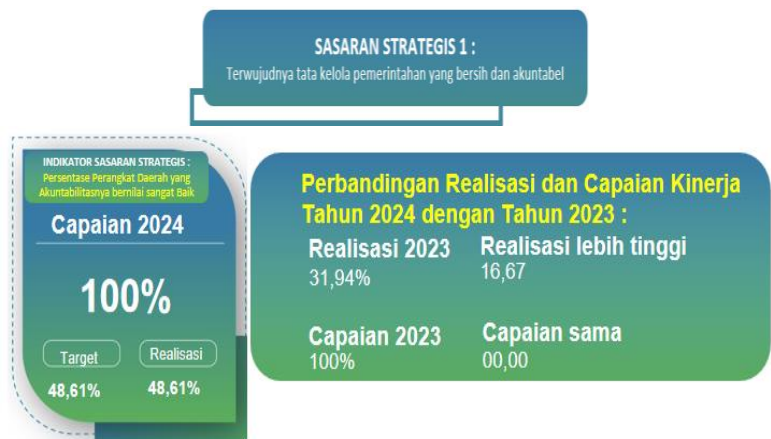 SASARAN STRATEGIS 1 :
Terwujudnya tata kelola pemerintahan yang bersih dan akuntabel
INDIKATOR SASARAN STRATEGIS :
Persentase Perangkat Daerah yang
Akuntabilitasnya bernilai sangat Baik
Capaian 2024
100%
Target
Realisasi
48,61%
48,61%
Perbandingan Realisasi dan Capaian Kinerja
Tahun 2024 dengan Tahun 2023 :
Realisasi 2023
31,94%
Realisasi lebih tinggi
16,67
Capaian 2023
100%
Capaian sama
00,00